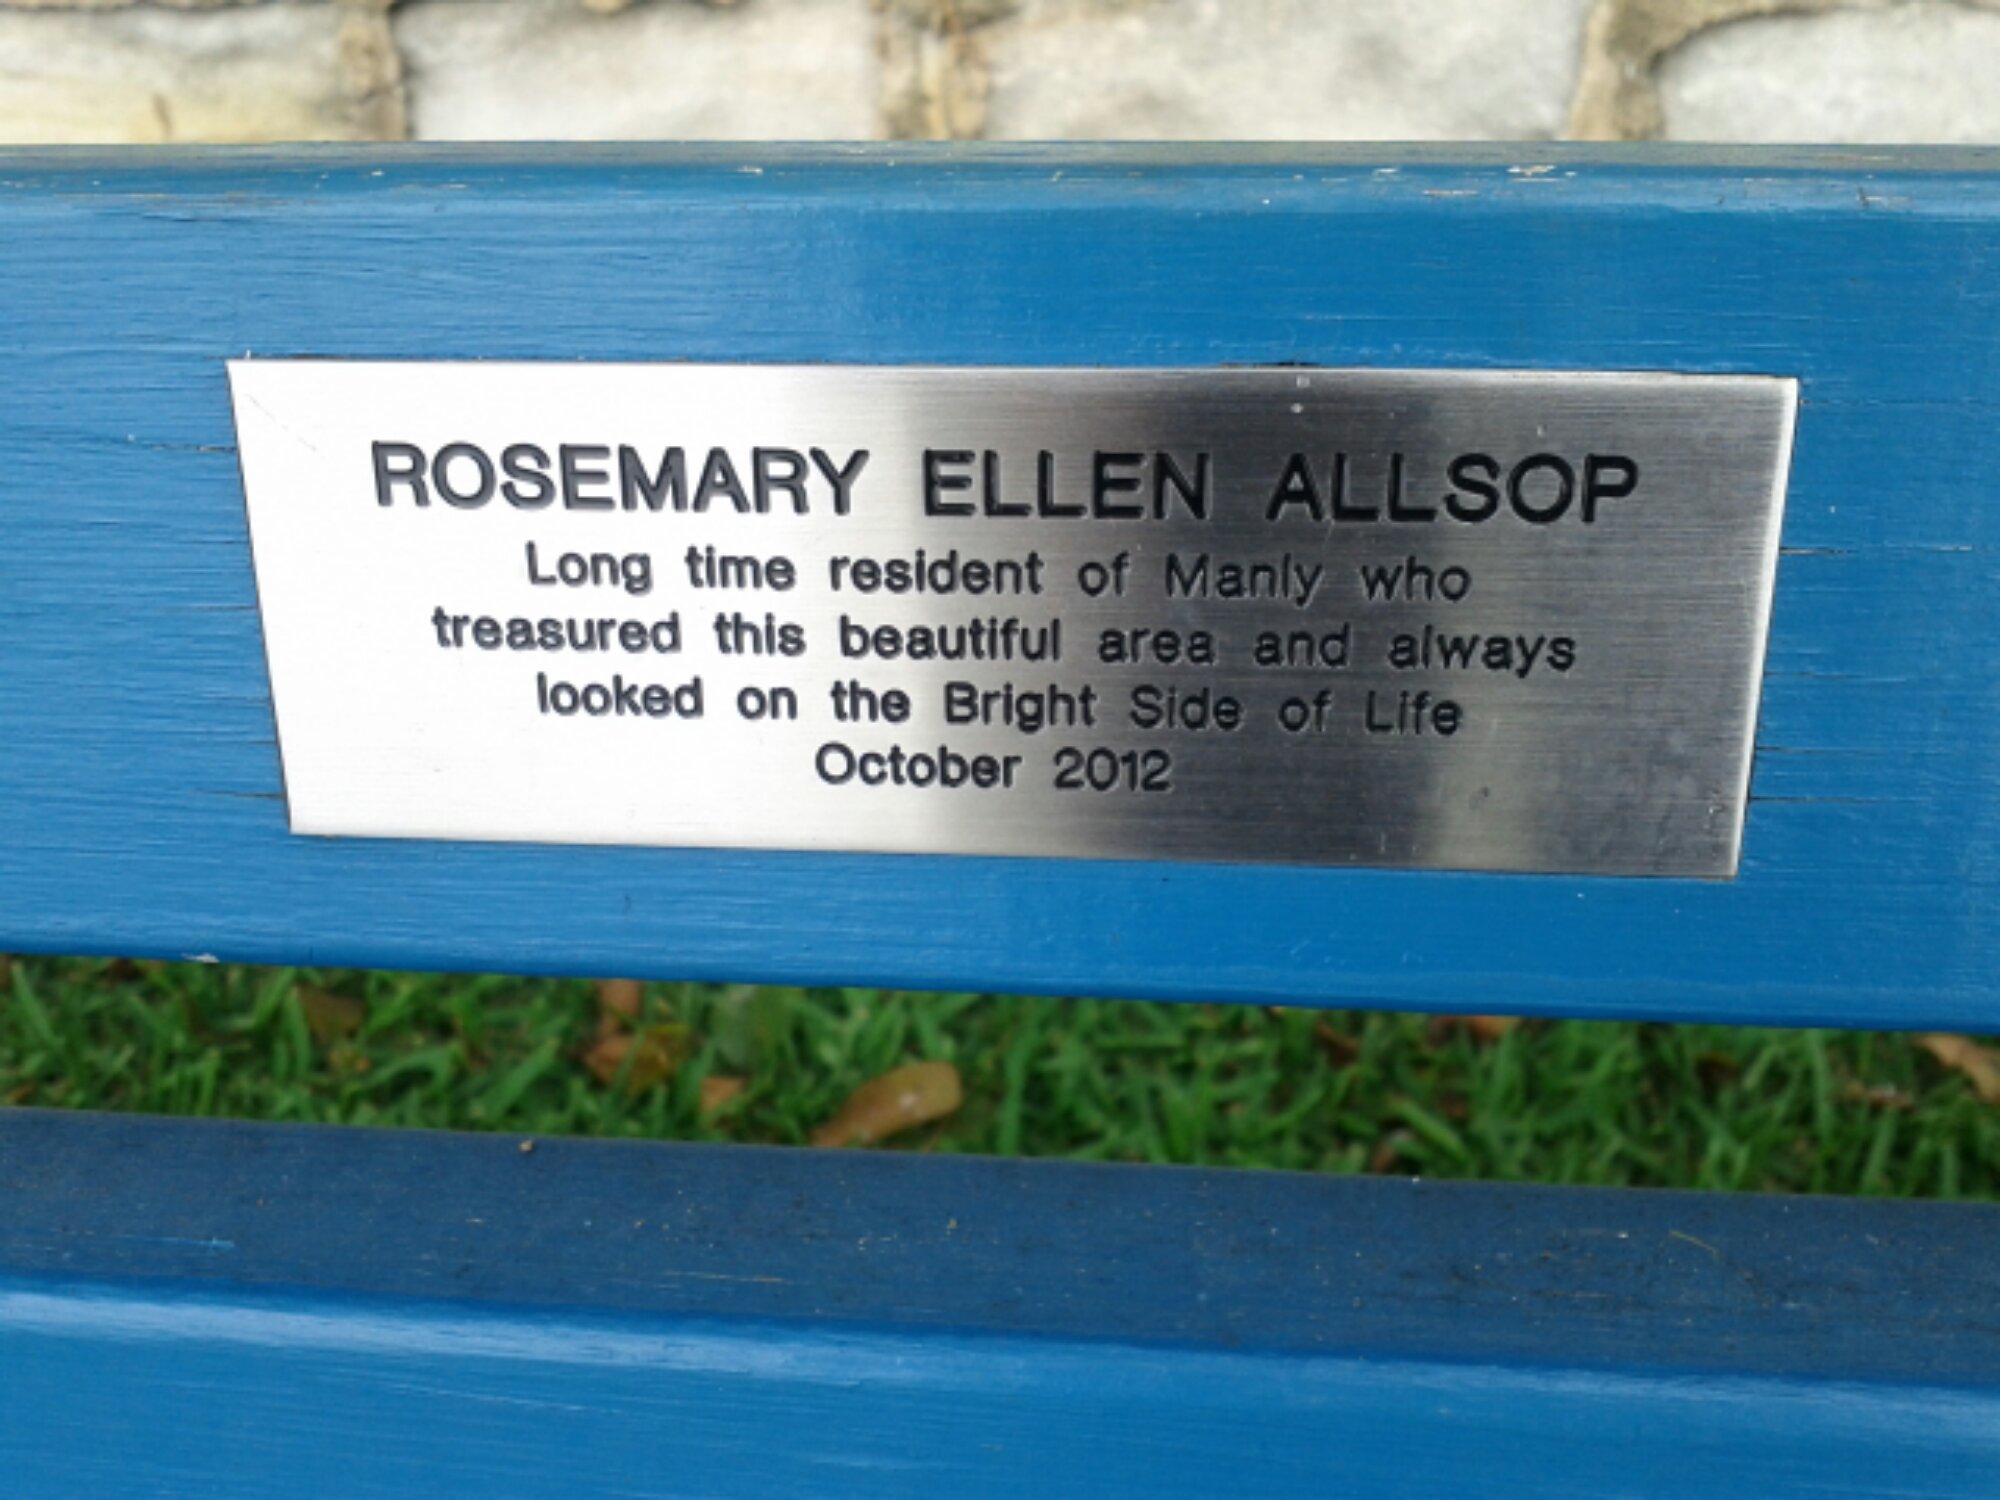 ROSEMARY ELLEN ALLSOP
Long time resident of Manly who
treasured this beautiful area and always
looked on the Bright Side of Life
October 2012